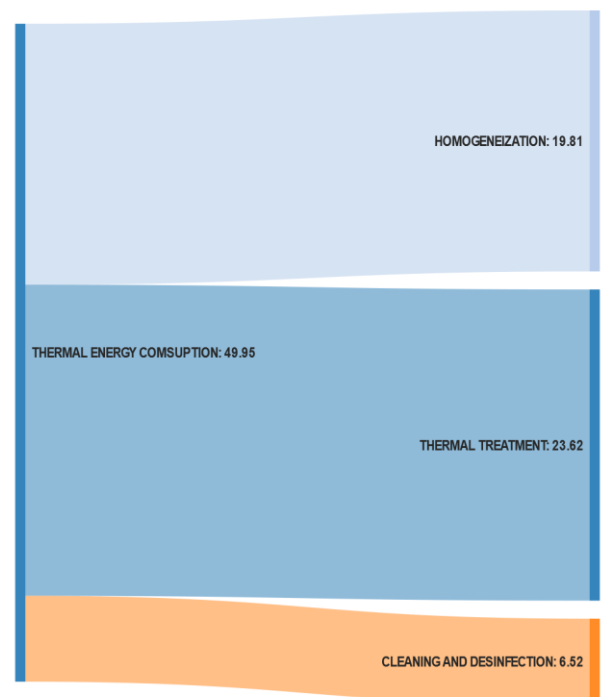 HOMOGENEIZATION: 19.81
THERMAL ENERGY COMSUPTION: 49.95
THERMAL TREATMENT: 23.62
CLEANING AND DESINFECTION: 6.52